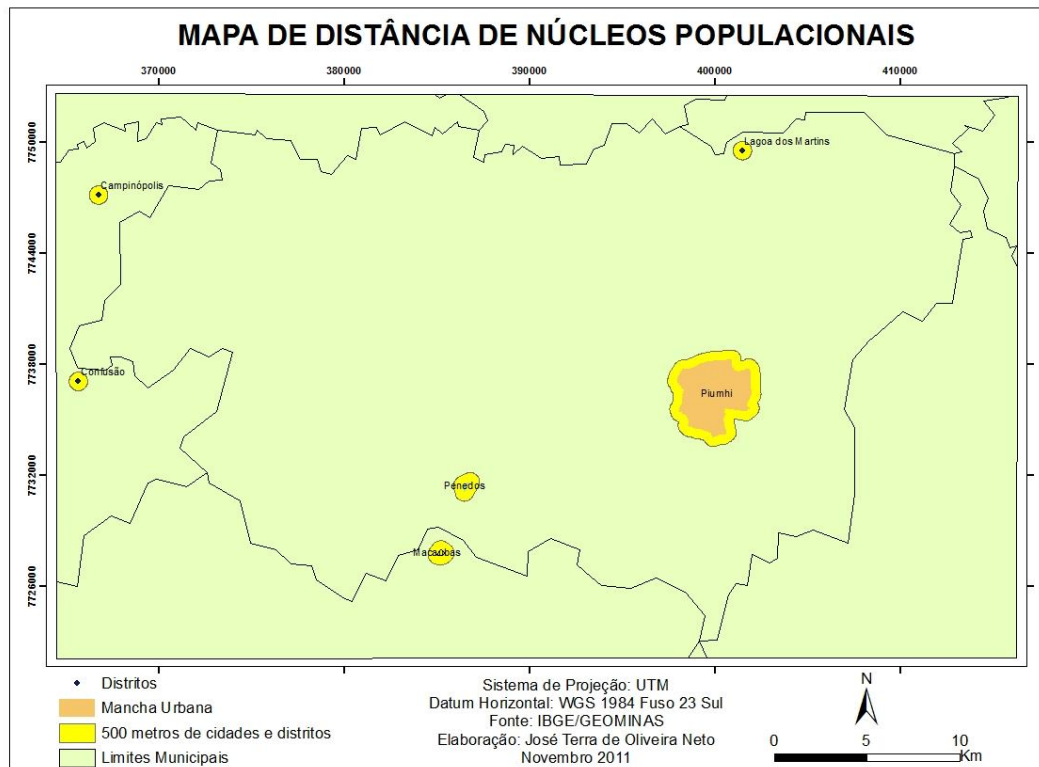 MAPA DE DISTÂNCIA DE NÚCLEOS POPULACIONAIS
370000 380000 390000 400000 410000
7750000
7744000
7738000
7732000
7726000
Lagoa dos Martins
Campinópolis
Confusão
Piumhi
Penedos
Macaúbas
Distritos
Mancha Urbana
500 metros de cidades e distritos
Limites Municipais
Sistema de Projeção: UTM
Datum Horizontal: WGS 1984 Fuso 23 Sul
Fonte: IBGE/GEOMINAS
Elaboração: José Terra de Oliveira Neto
Novembro 2011
N
0 5 10
Km